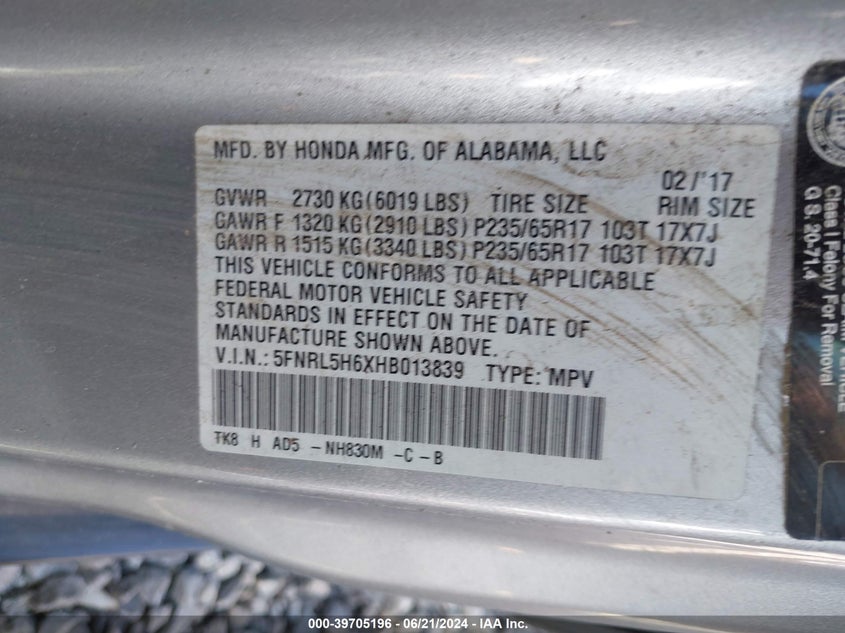 MFD. BY HONDA MFG. OF ALABAMA, LLC
02/'17
GVWR 2730 KG(6019 LBS) TIRE SIZE RIM SIZE
GAWR F 1320 KG(2910 LBS) P235/65R17 103T 17X7J
GAWR R 1515 KG(3340 LBS) P235/65R17 103T 17X7J
THIS VEHICLE CONFORMS TO ALL APPLICABLE
FEDERAL MOTOR VEHICLE SAFETY
STANDARDS IN EFFECT ON THE DATE OF
MANUFACTURE SHOWN ABOVE.
V.I.N.: 5FNRL5H6XHB013839 TYPE: MPV
TK8 H AD5 - NH830M - C - B
Class I Felony For Removal
G.S. 20-71.4
000-39705196 - 06/21/2024 - IAA Inc.